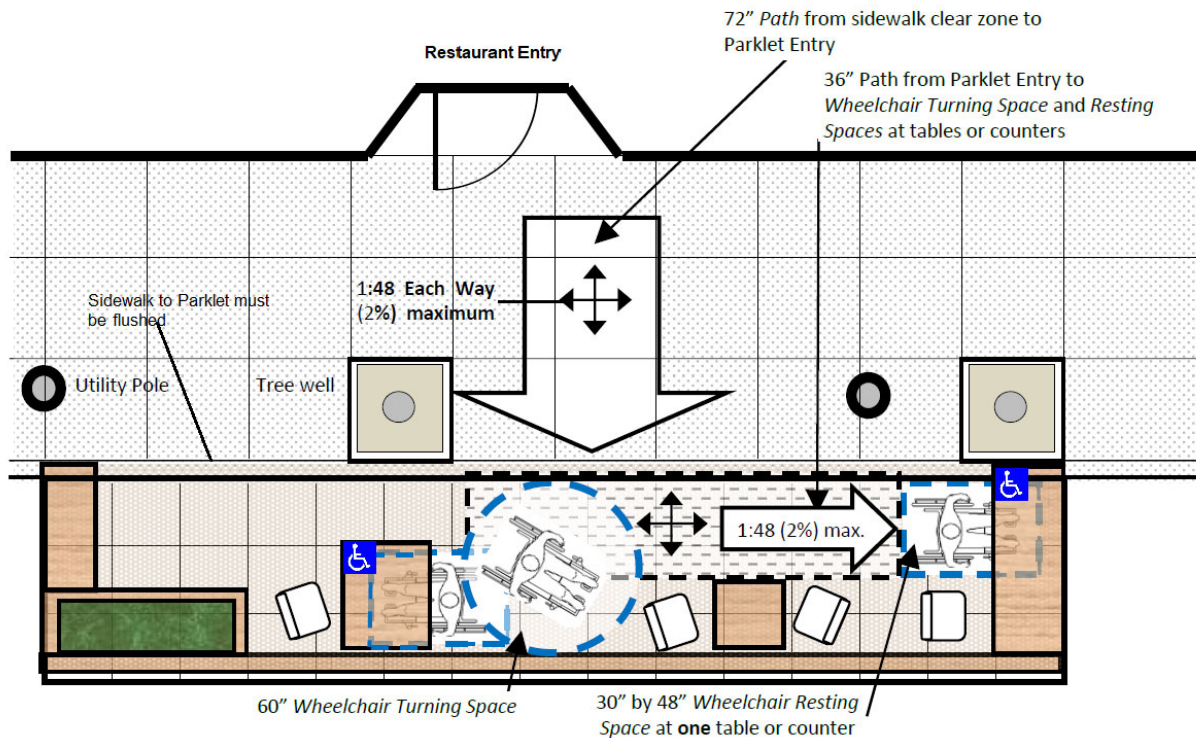 72” Path from sidewalk clear zone to
Parklet Entry
Restaurant Entry
36” Path from Parklet Entry to
Wheelchair Turning Space and Resting
Spaces at tables or counters
1:48 Each Way
(2%) maximum
Sidewalk to Parklet must
be flushed
Utility Pole
Tree well
1:48 (2%) max.
60” Wheelchair Turning Space
30” by 48” Wheelchair Resting
Space at one table or counter